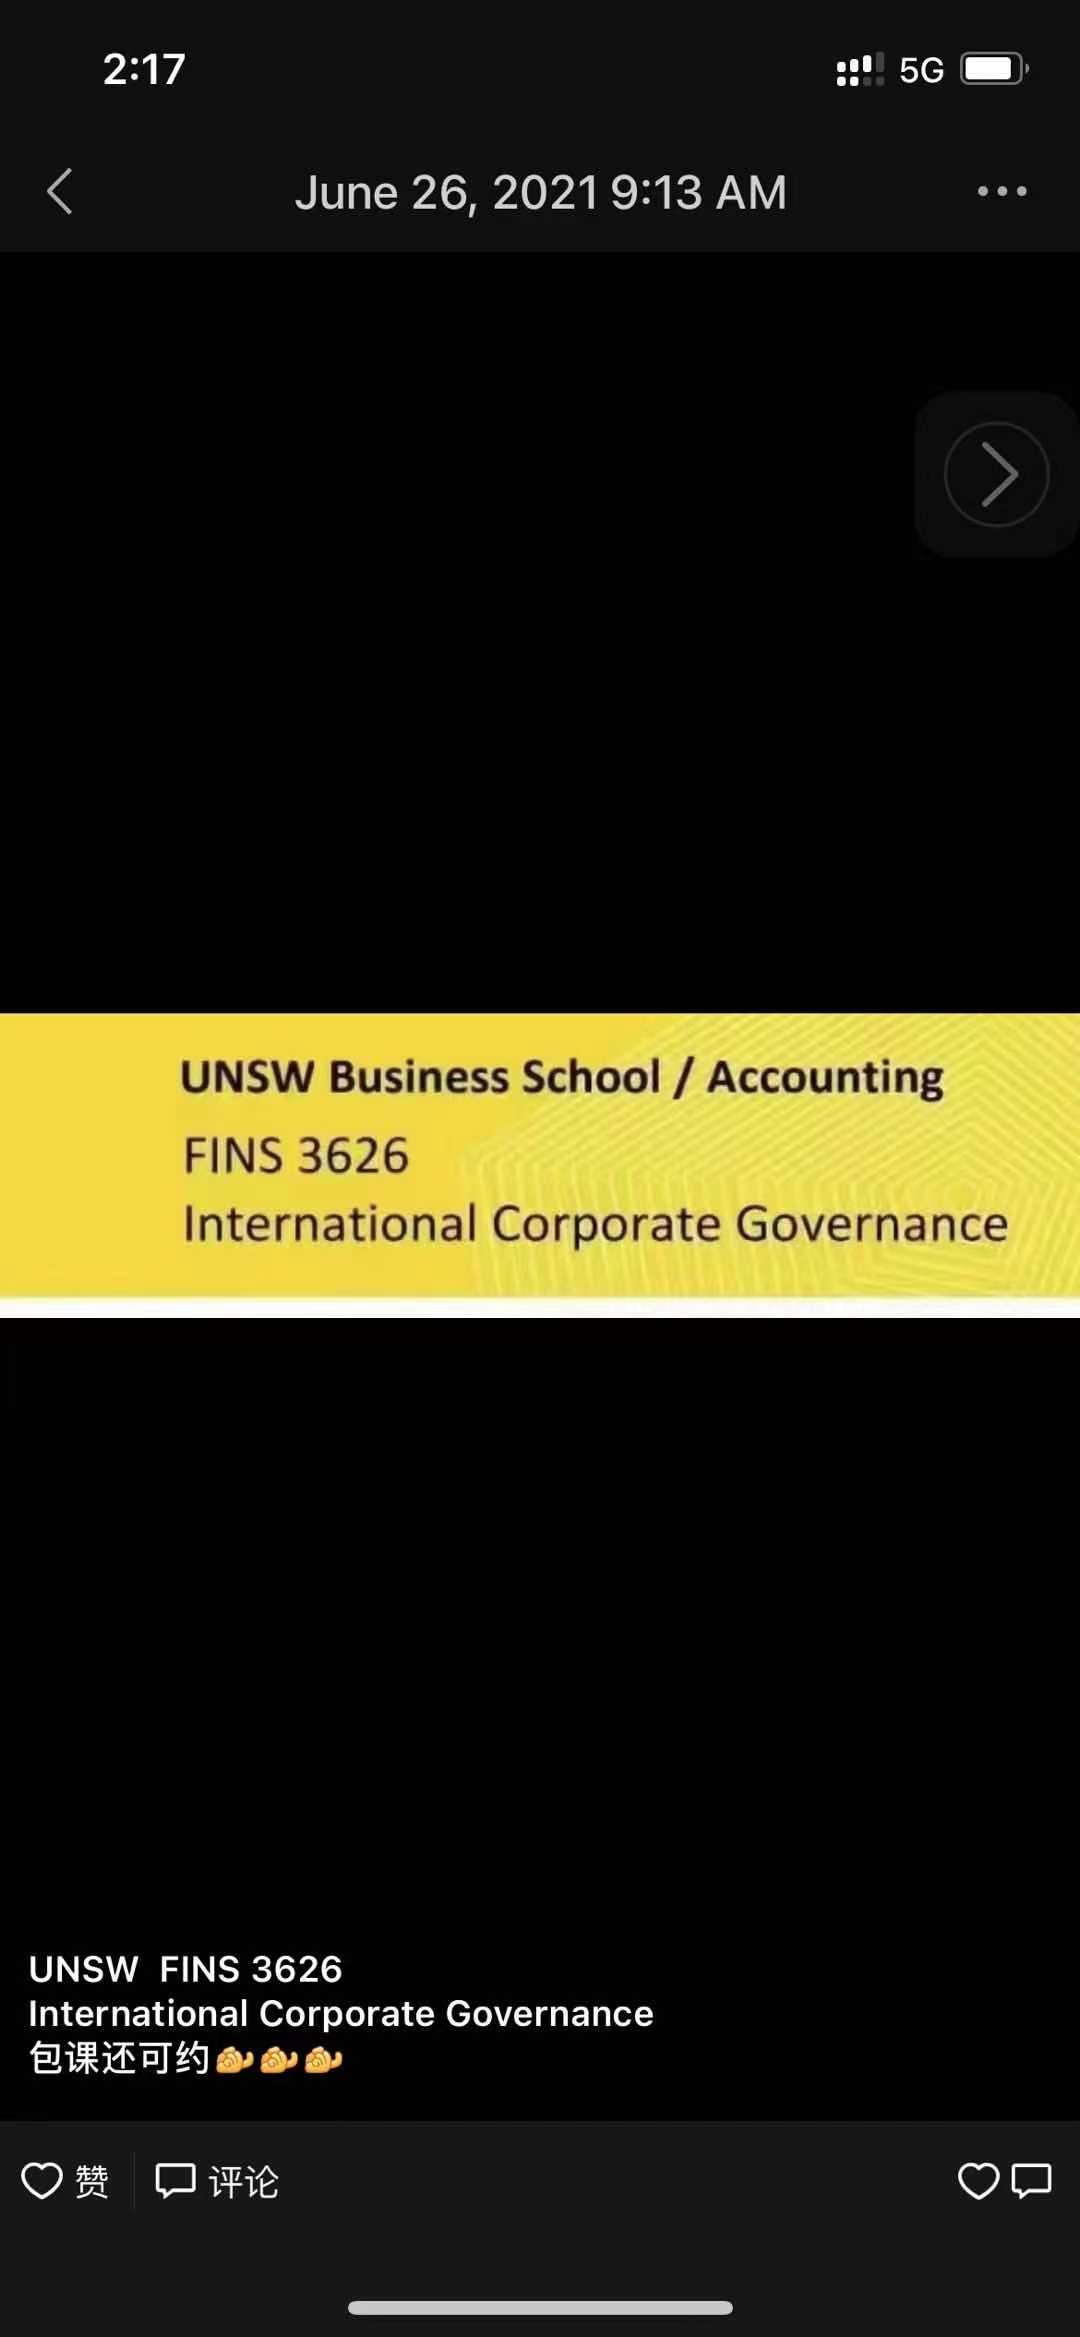 2:17
5G
June 26, 2021 9:13 AM
UNSW Business School / Accounting
FINS 3626
International Corporate Governance
UNSW  FINS 3626
International Corporate Governance
包课还可约💪💪💪
赞
评论